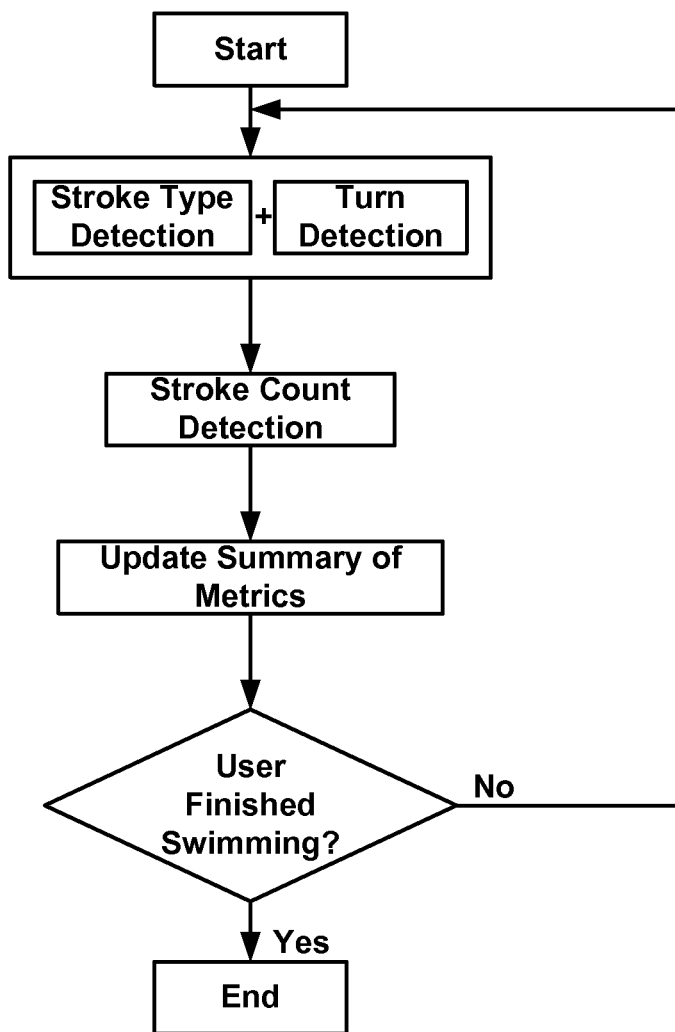 Start
Stroke Type
Detection
+
Turn
Detection
Stroke Count
Detection
Update Summary of
Metrics
User
Finished
Swimming?
No
Yes
End